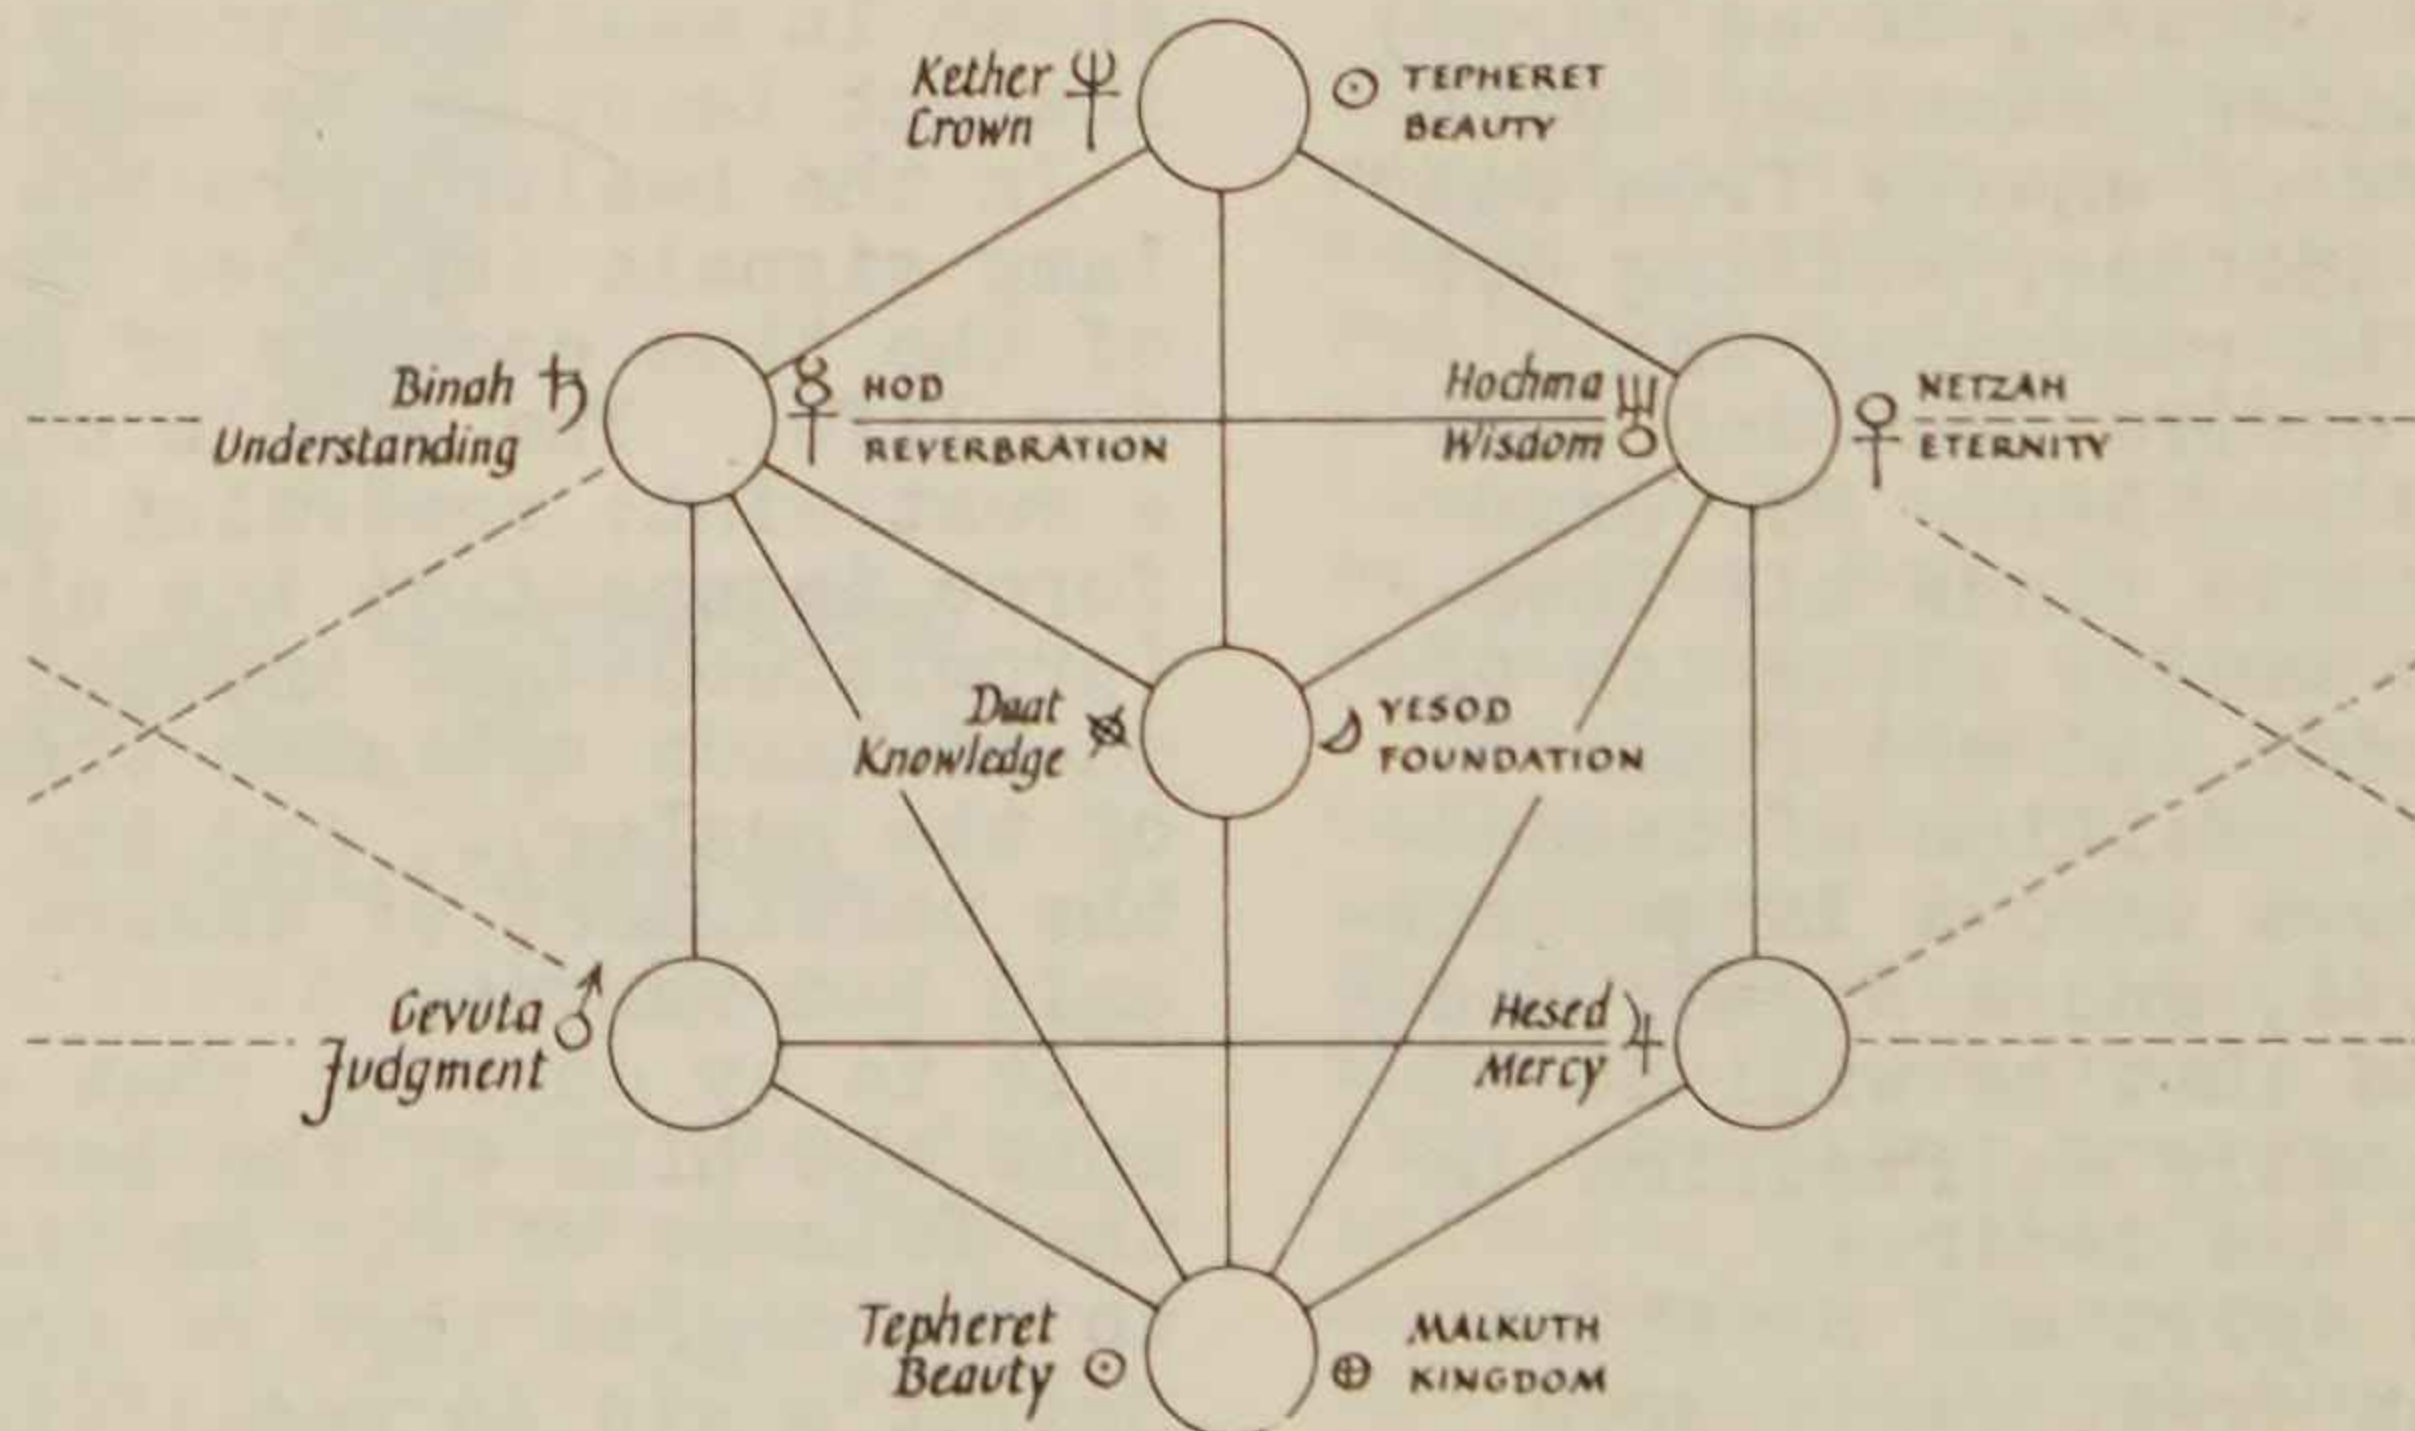 Kether
Crown
TEPHERET
BEAUTY
Binah
Understanding
HOD
REVERBRATION
Hochma
Wisdom
NETZAH
ETERNITY
Daat
Knowledge
YESOD
FOUNDATION
Gevuta
Judgment
Hesed
Mercy
Tepheret
Beauty
MALKUTH
KINGDOM